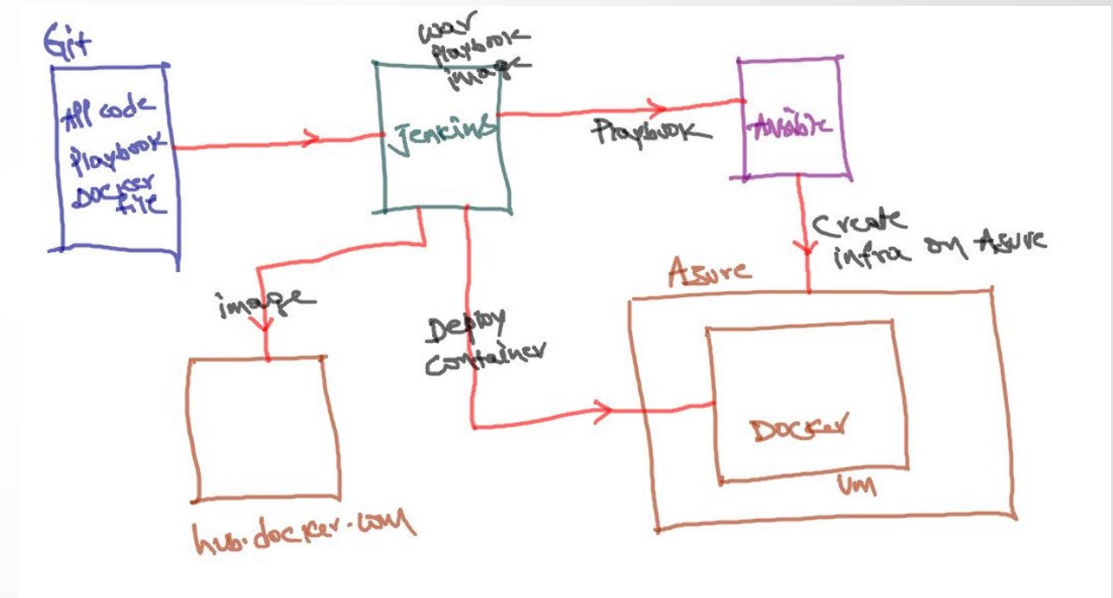 Git
App code
Playbook
Docker
file
war
Playbook
image
Jenkins
Playbook
Ansible
Create
infra on Azure
Azure
image
Deploy
Container
Docker
VM
hub.docker.com